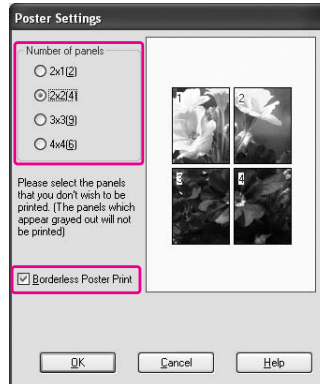 Poster Settings
Number of panels
2x1(2)
2x2(4)
3x3(9)
4x4(6)
1
2
3
4
Please select the panels
that you don't wish to be
printed. (The panels which
appear grayed out will not
be printed)
Borderless Poster Print
OK
Cancel
Help